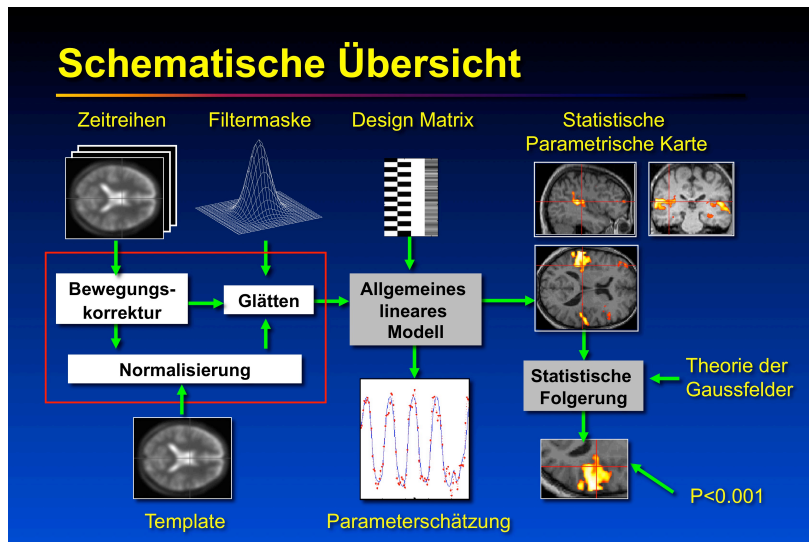 Schematische Übersicht
Zeitreihen
Filtermaske
Design Matrix
Statistische
Parametrische Karte
Bewegungs-
korrektur
Glätten
Allgemeines
lineares
Modell
Normalisierung
Statistische
Folgerung
Theorie der
Gaussfelder
P<0.001
Template
Parameterschätzung